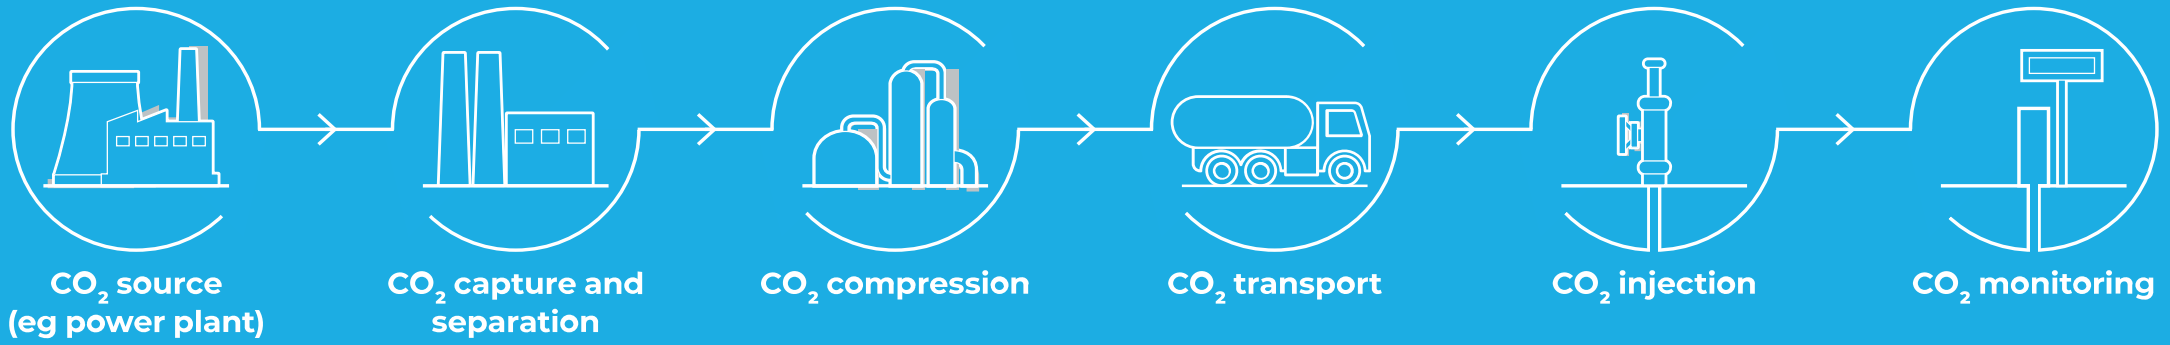 CO₂ source
(eg power plant)
CO₂ capture and
separation
CO₂ compression
CO₂ transport
CO₂ injection
CO₂ monitoring